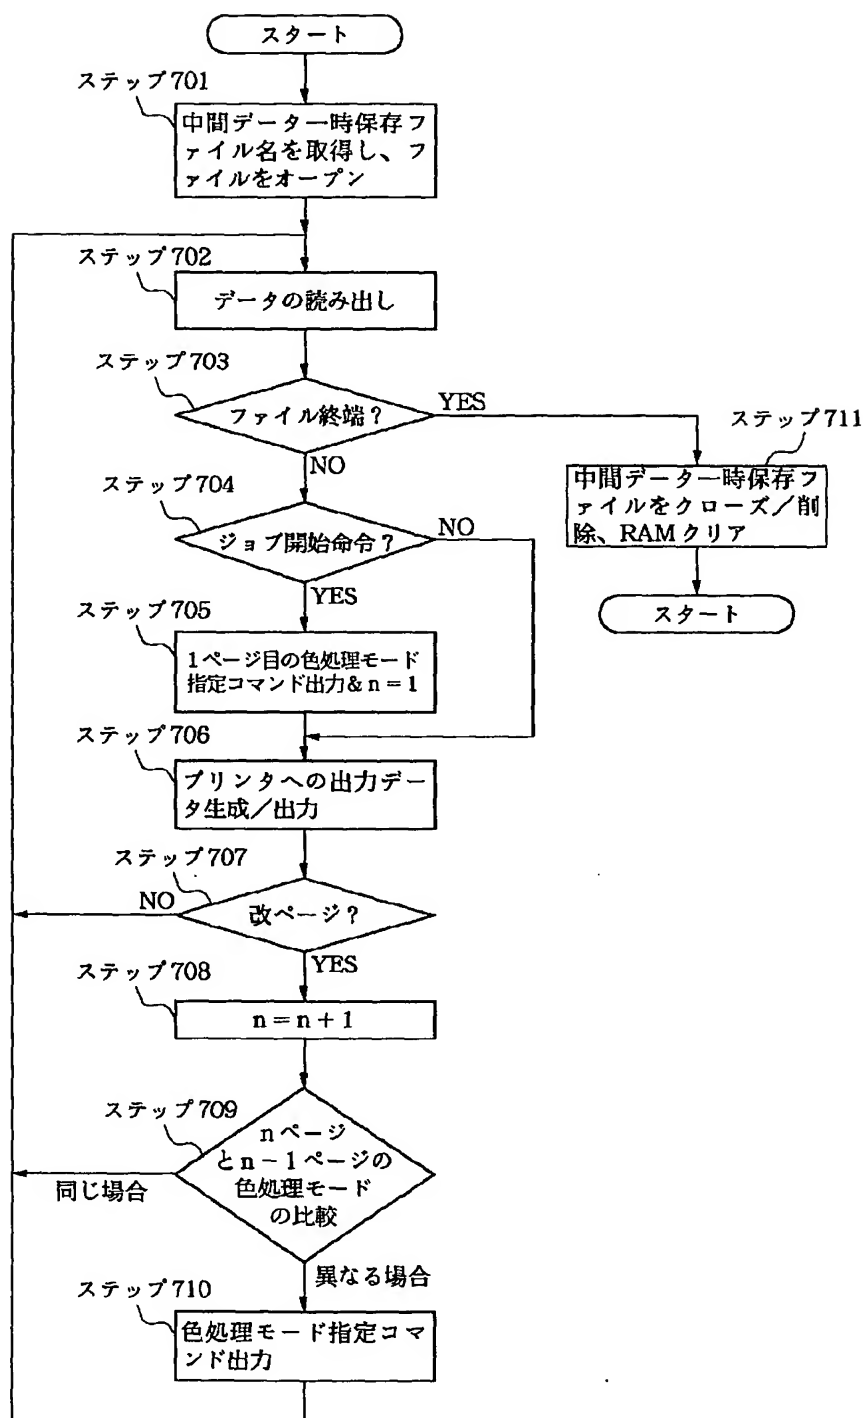 スタート
ステップ701
中間データ一時保存フ
ァイル名を取得し、フ
ァイルをオープン
ステップ702
データの読み出し
ステップ703
ファイル終端?
YES
NO
ステップ711
中間データ一時保存フ
ァイルをクローズ/削
除、RAMクリア
スタート
ステップ704
ジョブ開始命令?
NO
YES
ステップ705
1ページ目の色処理モード
指定コマンド出力&n=1
ステップ706
プリンタへの出力デー
タ生成/出力
ステップ707
改ページ?
NO
YES
ステップ708
n=n+1
ステップ709
nページ
とn-1ページの
色処理モード
の比較
同じ場合
異なる場合
ステップ710
色処理モード指定コマ
ンド出力